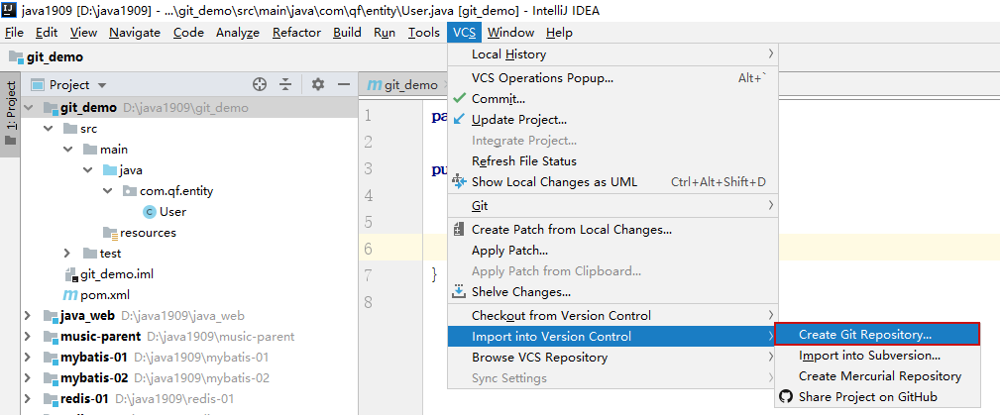 java1909 [D:\java1909] - ...\git_demo\src\main\java\com\qf\entity\User.java [git_demo] - IntelliJ IDEA
File Edit View Navigate Code Analyze Refactor Build Run Tools VCS Window Help
git_demo
1: Project
Project
git_demo D:\java1909\git_demo
src
main
java
com.qf.entity
User
resources
test
git_demo.iml
pom.xml
java_web D:\java1909\java_web
music-parent D:\java1909\music-parent
mybatis-01 D:\java1909\mybatis-01
mybatis-02 D:\java1909\mybatis-02
redis-01 D:\java1909\redis-01
git_demo
1 pa
2
3 pu
4
5
6
7 }
8
Local History
VCS Operations Popup... Alt+`
Commit...
Update Project...
Integrate Project...
Refresh File Status
Show Local Changes as UML Ctrl+Alt+Shift+D
Git
Create Patch from Local Changes...
Apply Patch...
Apply Patch from Clipboard...
Shelve Changes...
Checkout from Version Control
Import into Version Control
Browse VCS Repository
Sync Settings
Create Git Repository...
Import into Subversion...
Create Mercurial Repository
Share Project on GitHub